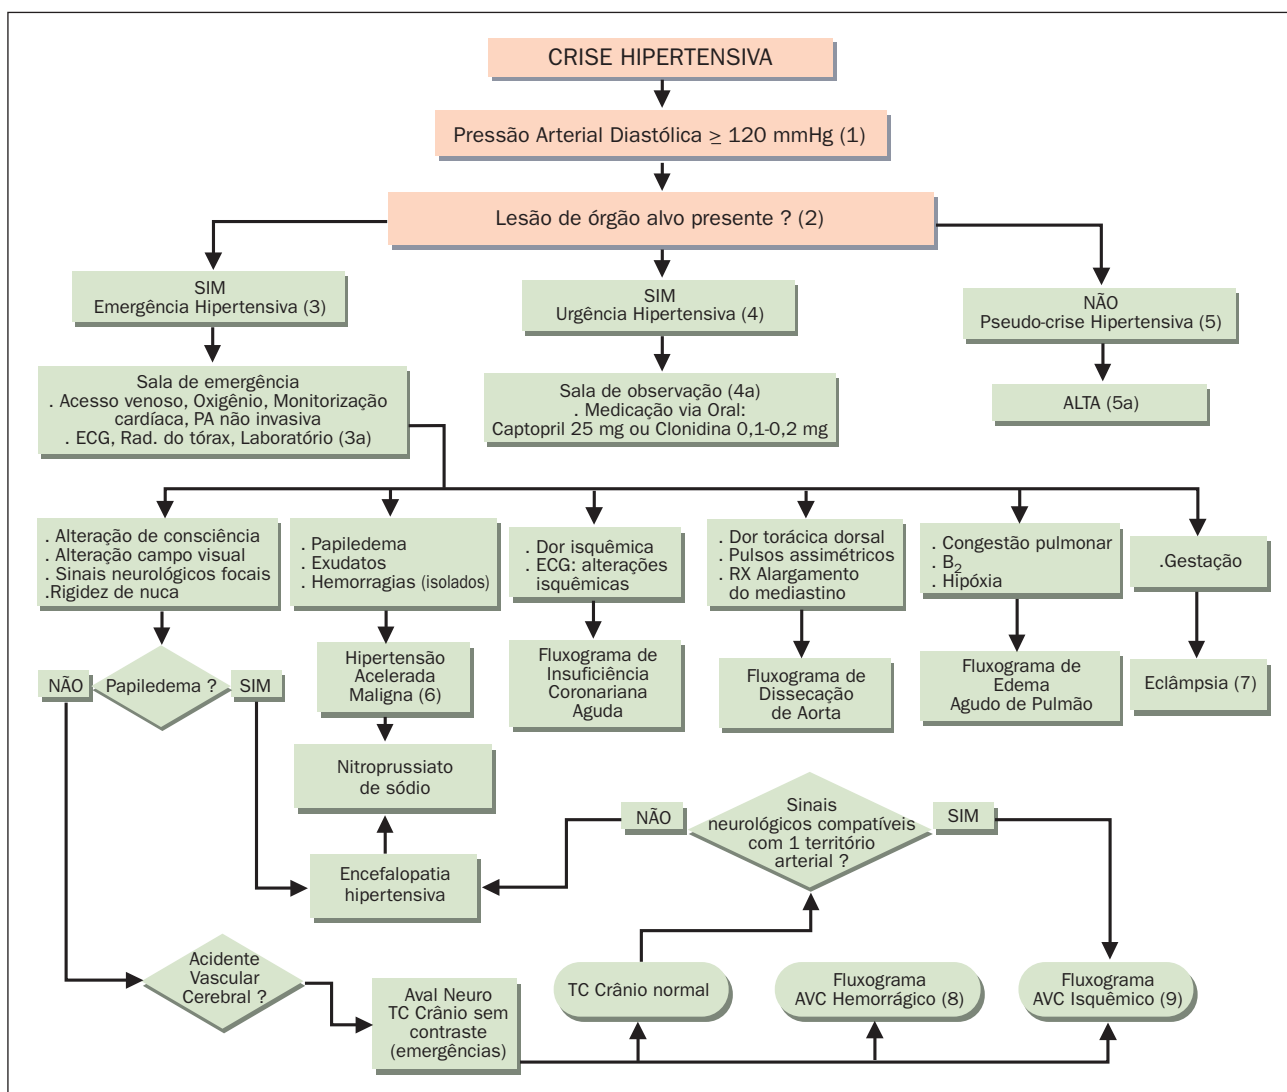 CRISE HIPERTENSIVA
Pressão Arterial Diastólica ≥ 120 mmHg (1)
Lesão de órgão alvo presente ? (2)
SIM
Emergência Hipertensiva (3)
SIM
Urgência Hipertensiva (4)
NÃO
Pseudo-crise Hipertensiva (5)
Sala de emergência
. Acesso venoso, Oxigênio, Monitorização
cardíaca, PA não invasiva
. ECG, Rad. do tórax, Laboratório (3a)
Sala de observação (4a)
. Medicação via Oral:
Captopril 25 mg ou Clonidina 0,1-0,2 mg
ALTA (5a)
. Alteração de consciência
. Alteração campo visual
. Sinais neurológicos focais
.Rigidez de nuca
. Papiledema
. Exudatos
. Hemorragias (isolados)
. Dor isquêmica
. ECG: alterações
isquêmicas
. Dor torácica dorsal
. Pulsos assimétricos
. RX Alargamento
do mediastino
. Congestão pulmonar
. B2
. Hipóxia
.Gestação
NÃO
Papiledema ?
SIM
Hipertensão
Acelerada
Maligna (6)
Fluxograma de
Insuficiência
Coronariana
Aguda
Fluxograma de
Dissecação
de Aorta
Fluxograma de
Edema
Agudo de Pulmão
Eclâmpsia (7)
Nitroprussiato
de sódio
NÃO
Sinais
neurológicos compatíveis
com 1 território
arterial ?
SIM
Encefalopatia
hipertensiva
Acidente
Vascular
Cerebral ?
Aval Neuro
TC Crânio sem
contraste
(emergências)
TC Crânio normal
Fluxograma
AVC Hemorrágico (8)
Fluxograma
AVC Isquêmico (9)